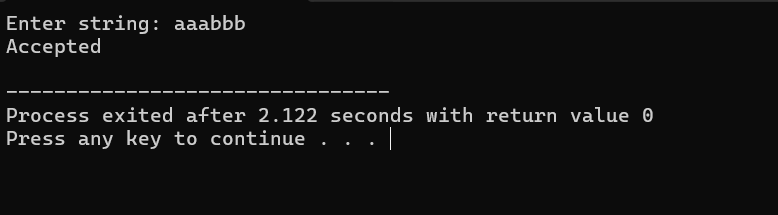 Enter string: aaabbb
Accepted
--------------------------------
Process exited after 2.122 seconds with return value 0
Press any key to continue . . .